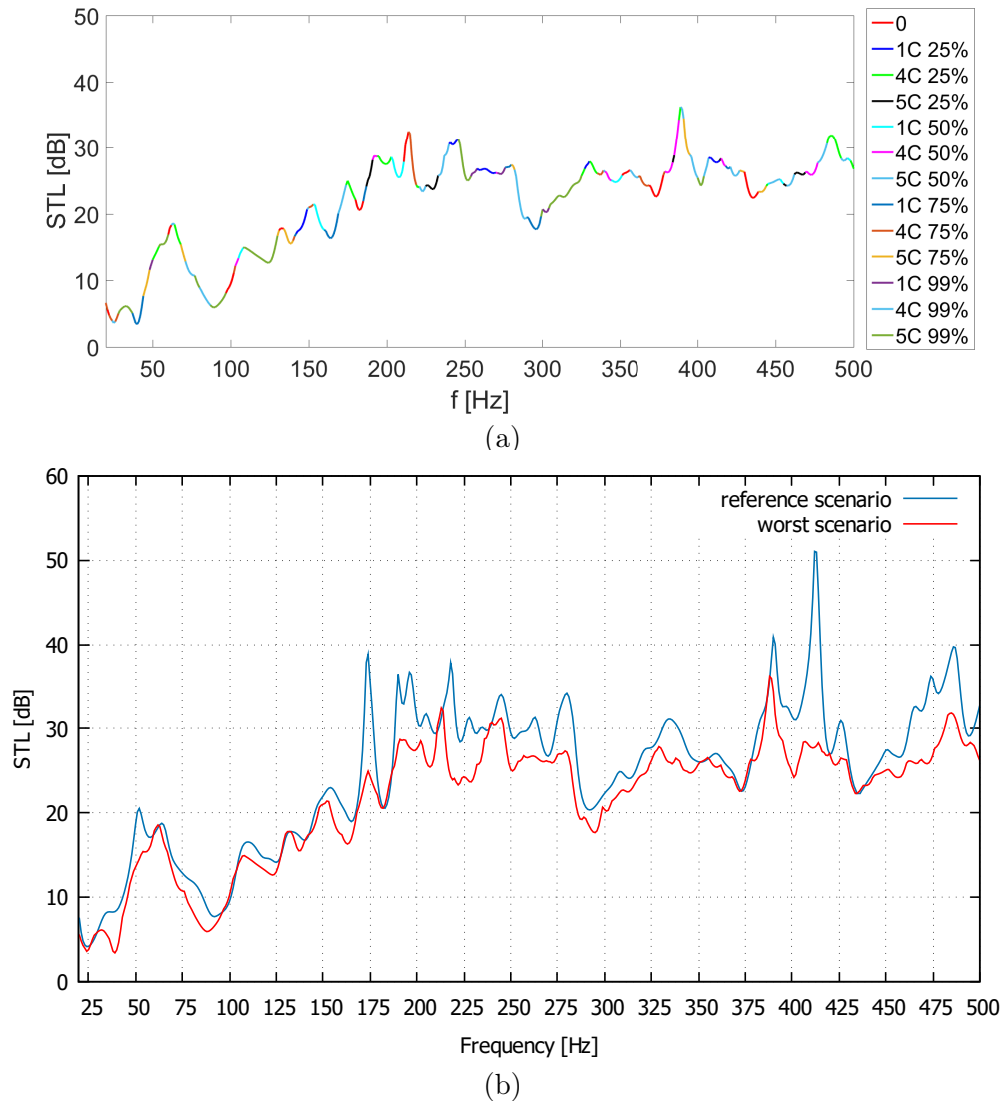 50
40
30
20
10
0
STL [dB]
50 100 150 200 250 300 350 400 450 500
f [Hz]
0
1C 25%
4C 25%
5C 25%
1C 50%
4C 50%
5C 50%
1C 75%
4C 75%
5C 75%
1C 99%
4C 99%
5C 99%
(a)
60
50
40
30
20
10
0
STL [dB]
reference scenario
worst scenario
25 50 75 100 125 150 175 200 225 250 275 300 325 350 375 400 425 450 475 500
Frequency [Hz]
(b)